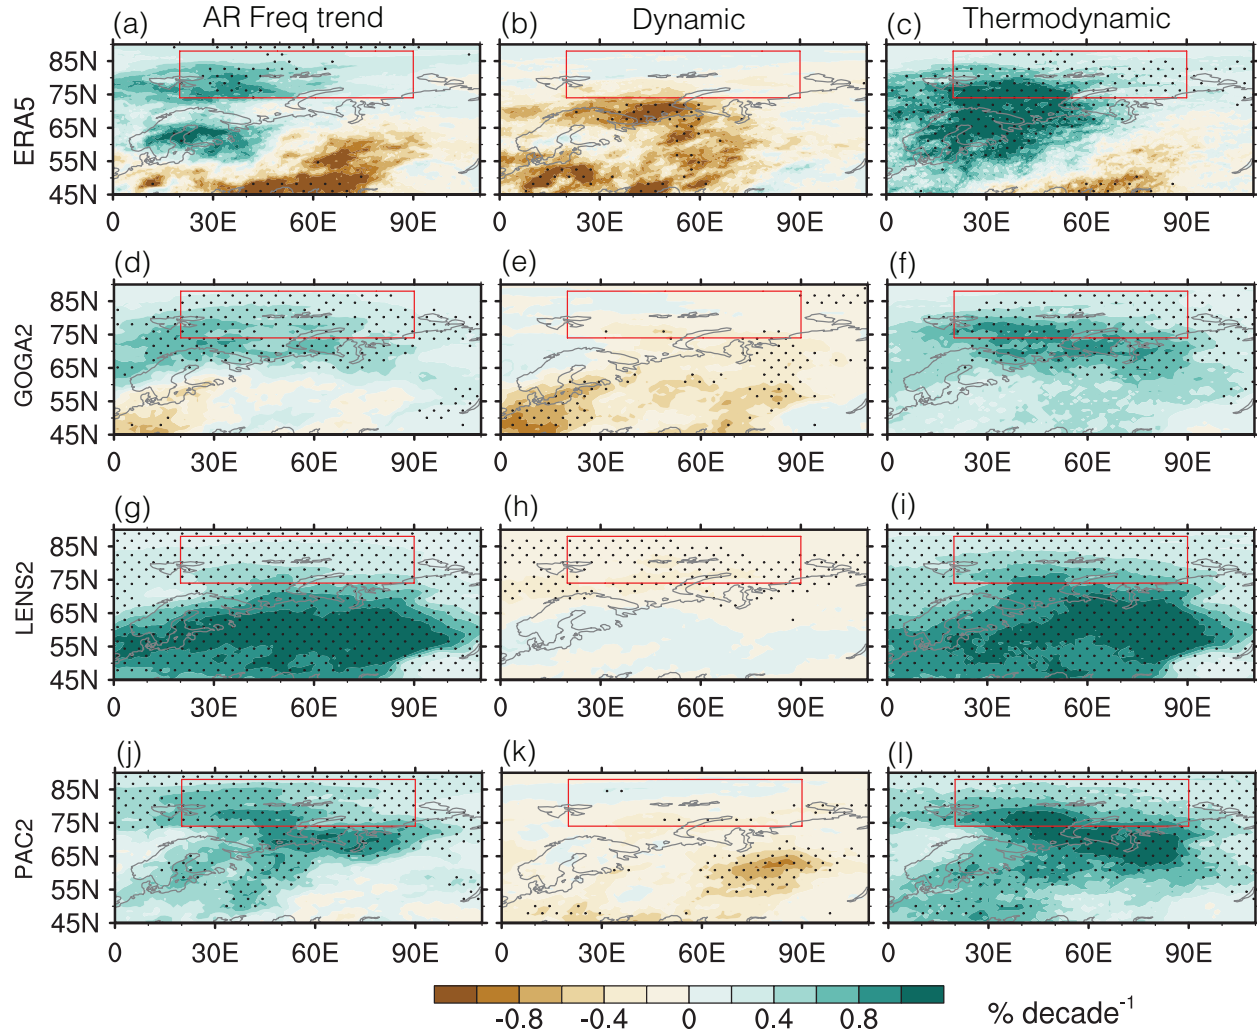 AR Freq trend Dynamic Thermodynamic
(a) (b) (c)
ERA5
85N
75N
65N
55N
45N
0 30E 60E 90E 0 30E 60E 90E 0 30E 60E 90E
(d) (e) (f)
GOGA2
85N
75N
65N
55N
45N
0 30E 60E 90E 0 30E 60E 90E 0 30E 60E 90E
(g) (h) (i)
LENS2
85N
75N
65N
55N
45N
0 30E 60E 90E 0 30E 60E 90E 0 30E 60E 90E
(j) (k) (l)
PAC2
85N
75N
65N
55N
45N
0 30E 60E 90E 0 30E 60E 90E 0 30E 60E 90E
-0.8 -0.4 0 0.4 0.8 % decade⁻¹